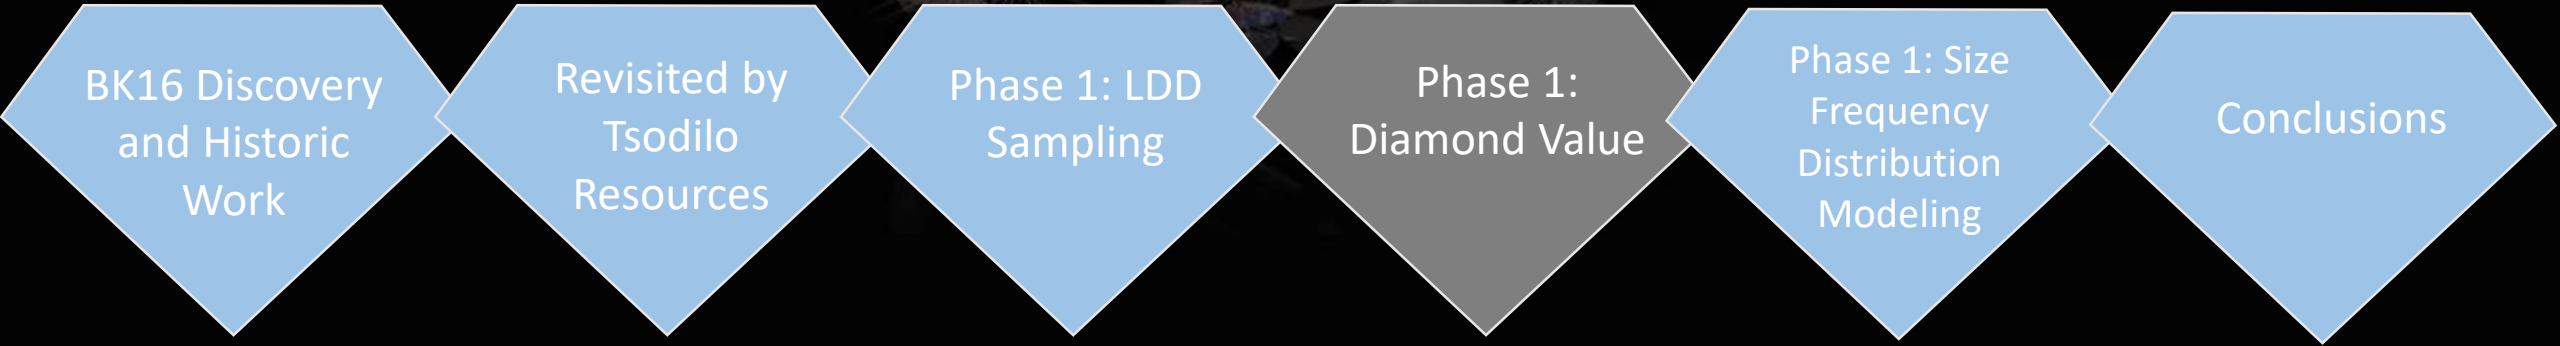 BK16 Discovery
and Historic
Work
Revisited by
Tsodilo
Resources
Phase 1: LDD
Sampling
Phase 1:
Diamond Value
Phase 1: Size
Frequency
Distribution
Modeling
Conclusions